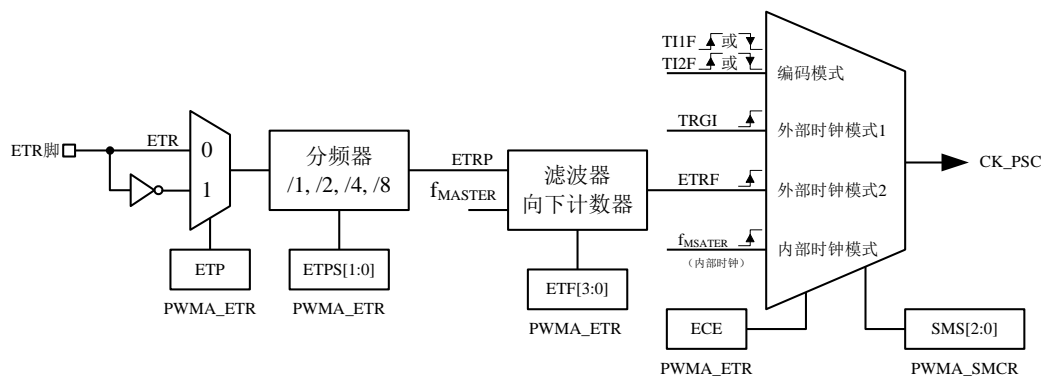 TI1F 或
TI2F 或
编码模式
TRGI
外部时钟模式1
ETR脚
ETR
0
1
分频器
/1, /2, /4, /8
ETRP
fMASTER
滤波器
向下计数器
ETRF
外部时钟模式2
CK_PSC
fMSATER
(内部时钟)
内部时钟模式
ETP
PWMA_ETR
ETPS[1:0]
PWMA_ETR
ETF[3:0]
PWMA_ETR
ECE
PWMA_ETR
SMS[2:0]
PWMA_SMCR